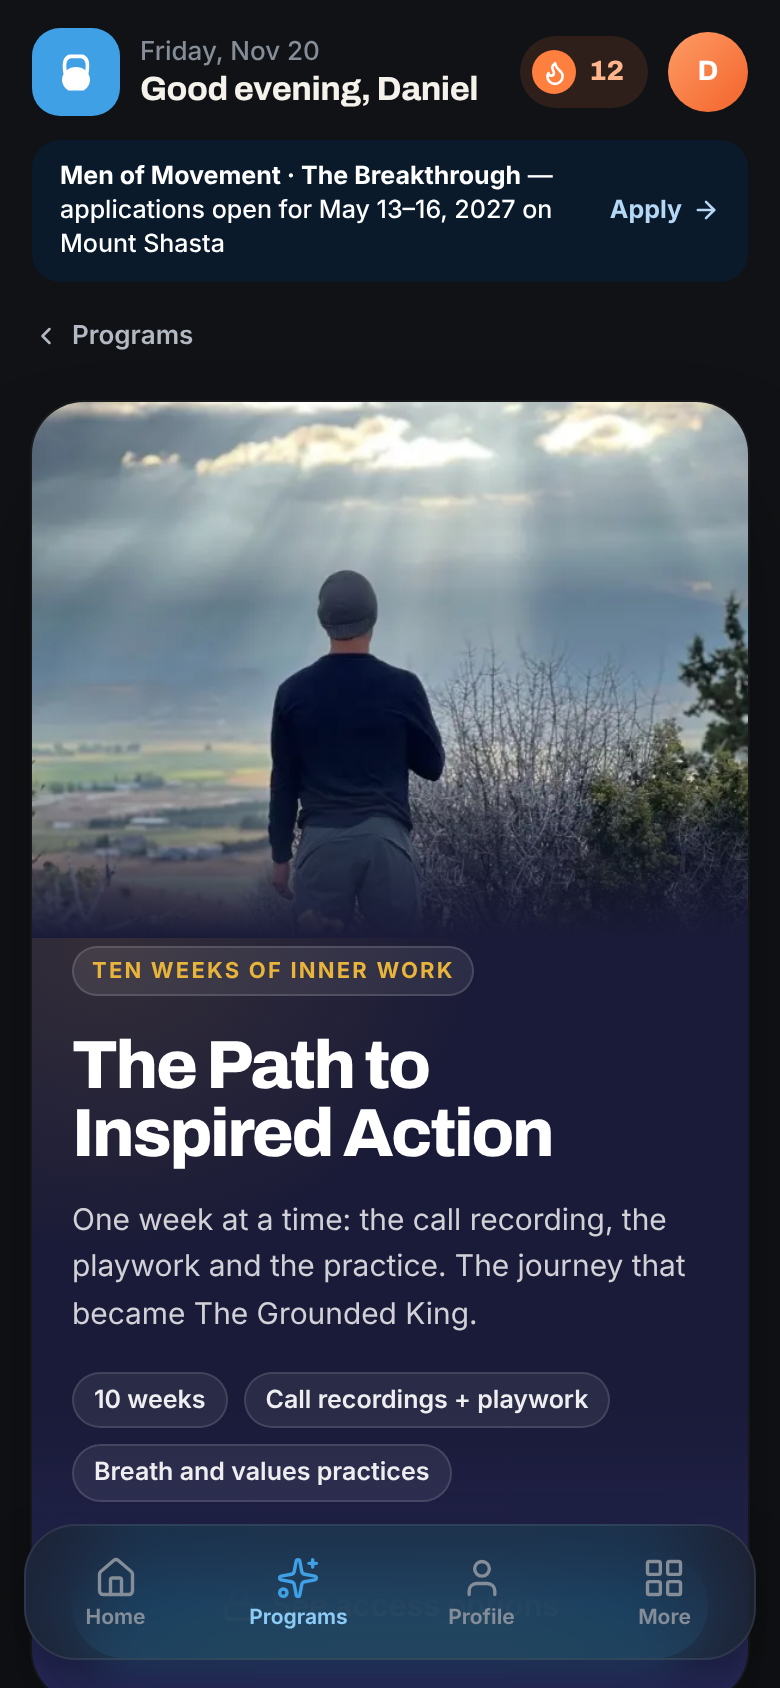 Friday, Nov 20
Good evening, Daniel
12
D
Men of Movement · The Breakthrough —
applications open for May 13–16, 2027 on
Mount Shasta
Apply →
Programs
TEN WEEKS OF INNER WORK
The Path to
Inspired Action
One week at a time: the call recording, the
playwork and the practice. The journey that
became The Grounded King.
10 weeks
Call recordings + playwork
Breath and values practices
access
Home
Programs
Profile
More